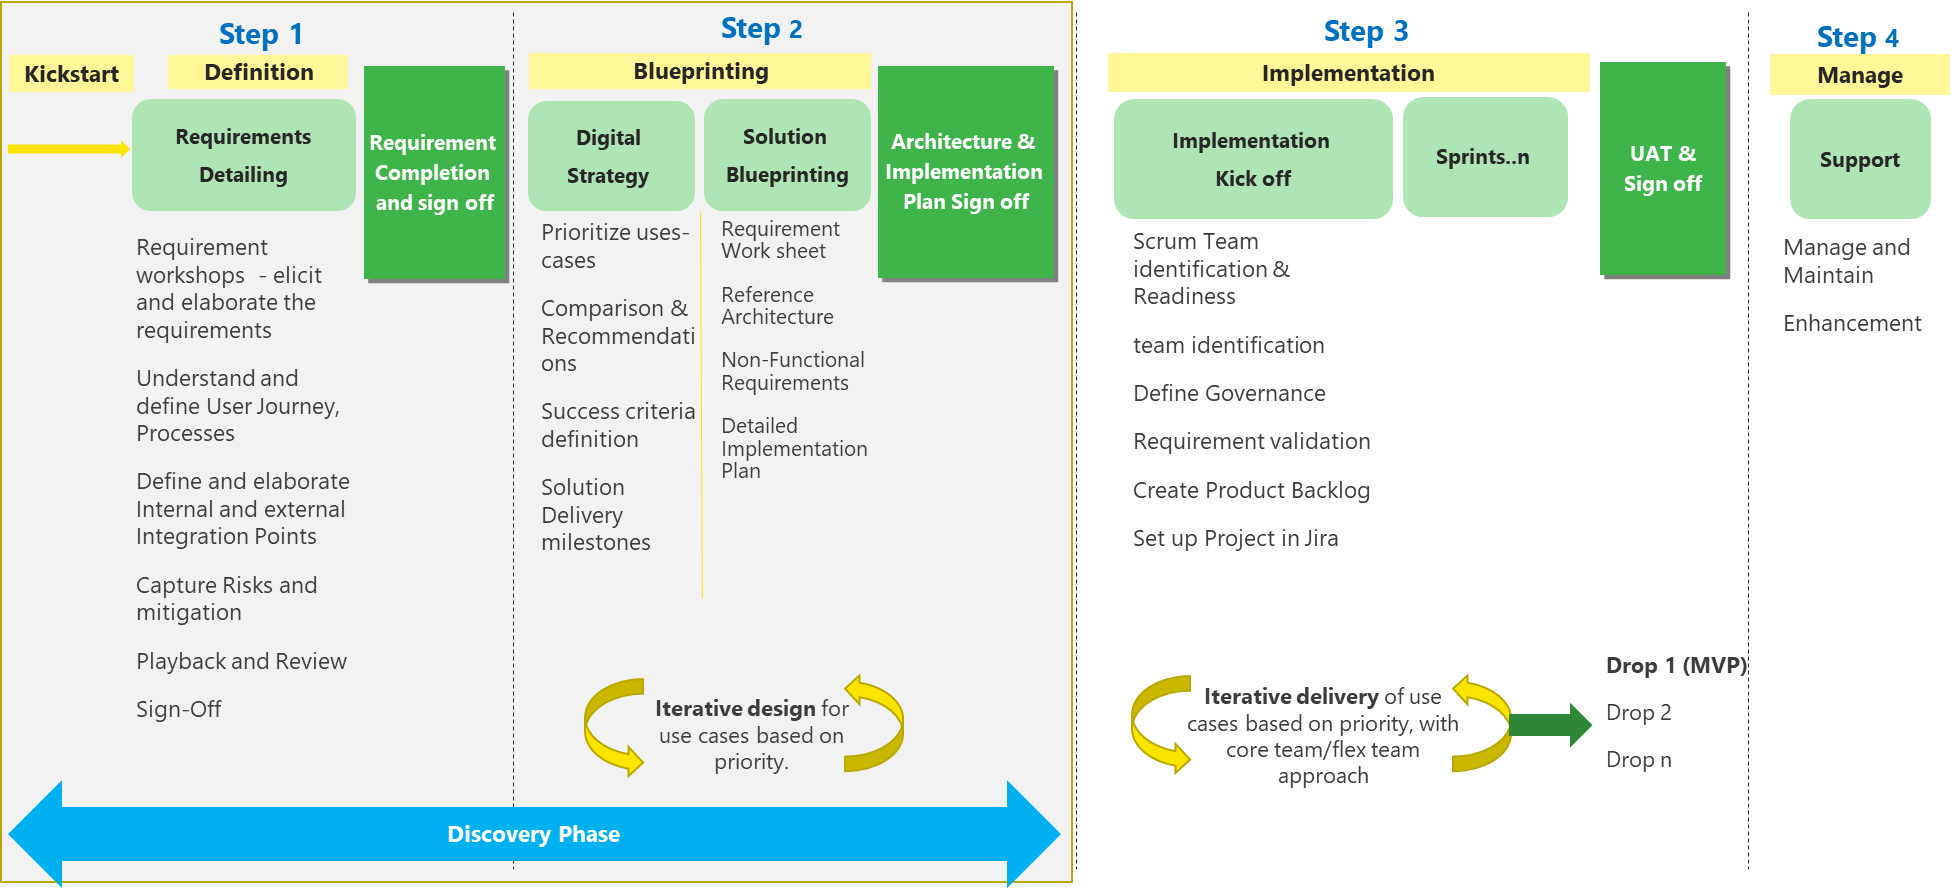 Step 1
Kickstart
Definition
Requirements
Detailing
Requirement
Completion
and sign off
Requirement
workshops - elicit
and elaborate the
requirements
Understand and
define User Journey,
Processes
Define and elaborate
Internal and external
Integration Points
Capture Risks and
mitigation
Playback and Review
Sign-Off
Step 2
Blueprinting
Digital
Strategy
Prioritize uses-
cases
Comparison &
Recommendati
ons
Success criteria
definition
Solution
Delivery
milestones
Solution
Blueprinting
Requirement
Work sheet
Reference
Architecture
Non-Functional
Requirements
Detailed
Implementation
Plan
Architecture &
Implementation
Plan Sign off
Iterative design for
use cases based on
priority.
Discovery Phase
Step 3
Implementation
Implementation
Kick off
Sprints..n
Scrum Team
identification &
Readiness
team identification
Define Governance
Requirement validation
Create Product Backlog
Set up Project in Jira
UAT &
Sign off
Iterative delivery of use
cases based on priority, with
core team/flex team
approach
Drop 1 (MVP)
Drop 2
Drop n
Step 4
Manage
Support
Manage and
Maintain
Enhancement